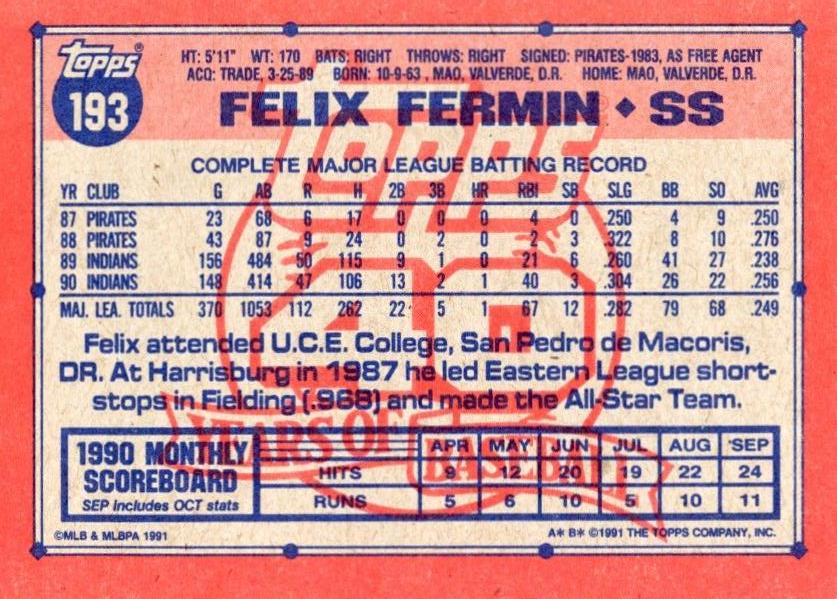 Topps®
193
HT: 5'11" WT: 170 BATS: RIGHT THROWS: RIGHT SIGNED: PIRATES-1983, AS FREE AGENT
ACQ: TRADE, 3-25-89 BORN: 10-9-63, MAO, VALVERDE, D.R. HOME: MAO, VALVERDE, D.R.
FELIX FERMIN ◆ SS
COMPLETE MAJOR LEAGUE BATTING RECORD
YR CLUB G AB R H 2B 3B HR RBI SB SLG BB SO AVG
87 PIRATES 23 68 6 17 0 0 0 4 0 .250 4 9 .250
88 PIRATES 43 87 9 24 0 2 0 2 3 .322 8 10 .276
89 INDIANS 156 484 50 115 9 1 0 21 6 .260 41 27 .238
90 INDIANS 148 414 47 106 13 2 1 40 3 .304 26 22 .256
MAJ. LEA. TOTALS 370 1053 112 262 22 5 1 67 12 .282 79 68 .249
Felix attended U.C.E. College, San Pedro de Macoris,
DR. At Harrisburg in 1987 he led Eastern League short-
stops in Fielding (.968) and made the All-Star Team.
Topps®
40
YEARS OF
BASEBALL
1990 MONTHLY
SCOREBOARD
SEP includes OCT stats
APR MAY JUN JUL AUG SEP
HITS 9 12 20 19 22 24
RUNS 5 6 10 5 10 11
©MLB & MLBPA 1991
A* B* ©1991 THE TOPPS COMPANY, INC.